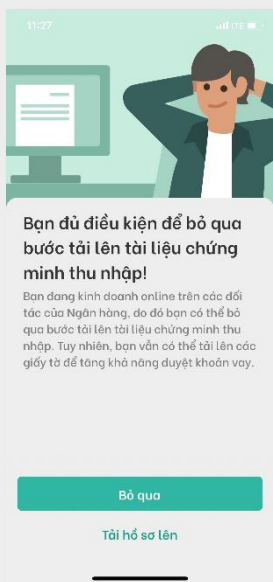 11:27
LTE
Bạn đủ điều kiện để bỏ qua
bước tải lên tài liệu chứng
minh thu nhập!
Bạn đang kinh doanh online trên các đối
tác của Ngân hàng, do đó bạn có thể bỏ
qua bước tải lên tài liệu chứng minh thu
nhập. Tuy nhiên, bạn vẫn có thể tải lên các
giấy tờ để tăng khả năng duyệt khoản vay.
Bỏ qua
Tải hồ sơ lên